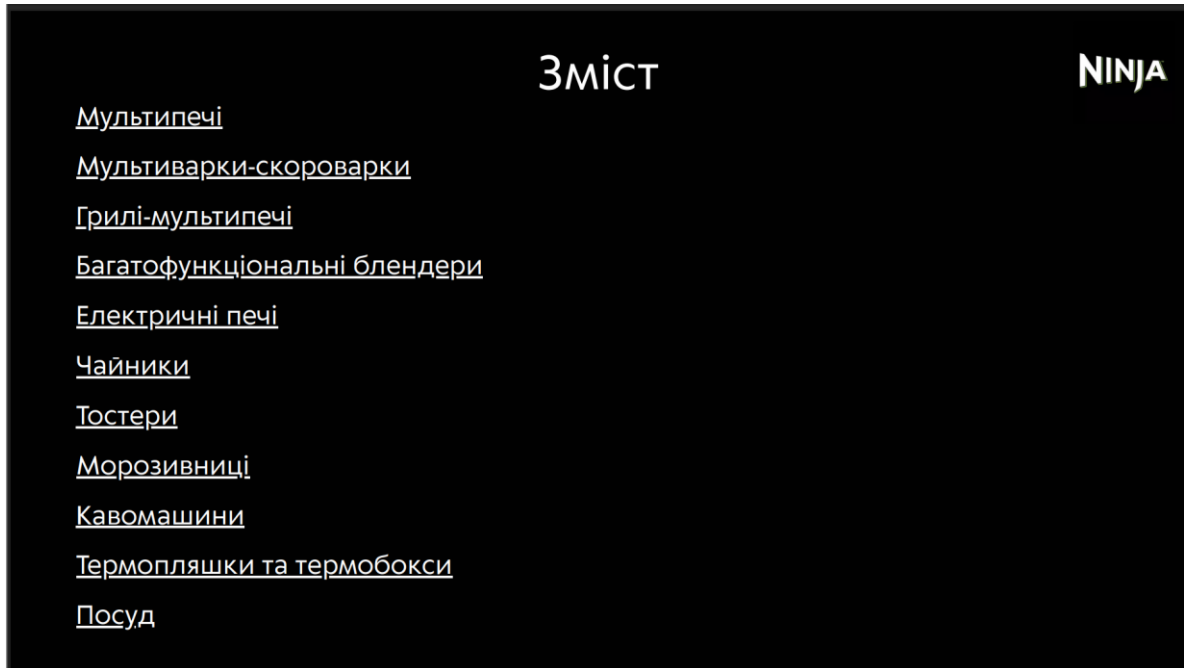 Зміст
NINJA
Мультипечі
Мультиварки-скороварки
Грилі-мультипечі
Багатофункціональні блендери
Електричні печі
Чайники
Тостери
Морозивниці
Кавомашини
Термопляшки та термобокси
Посуд